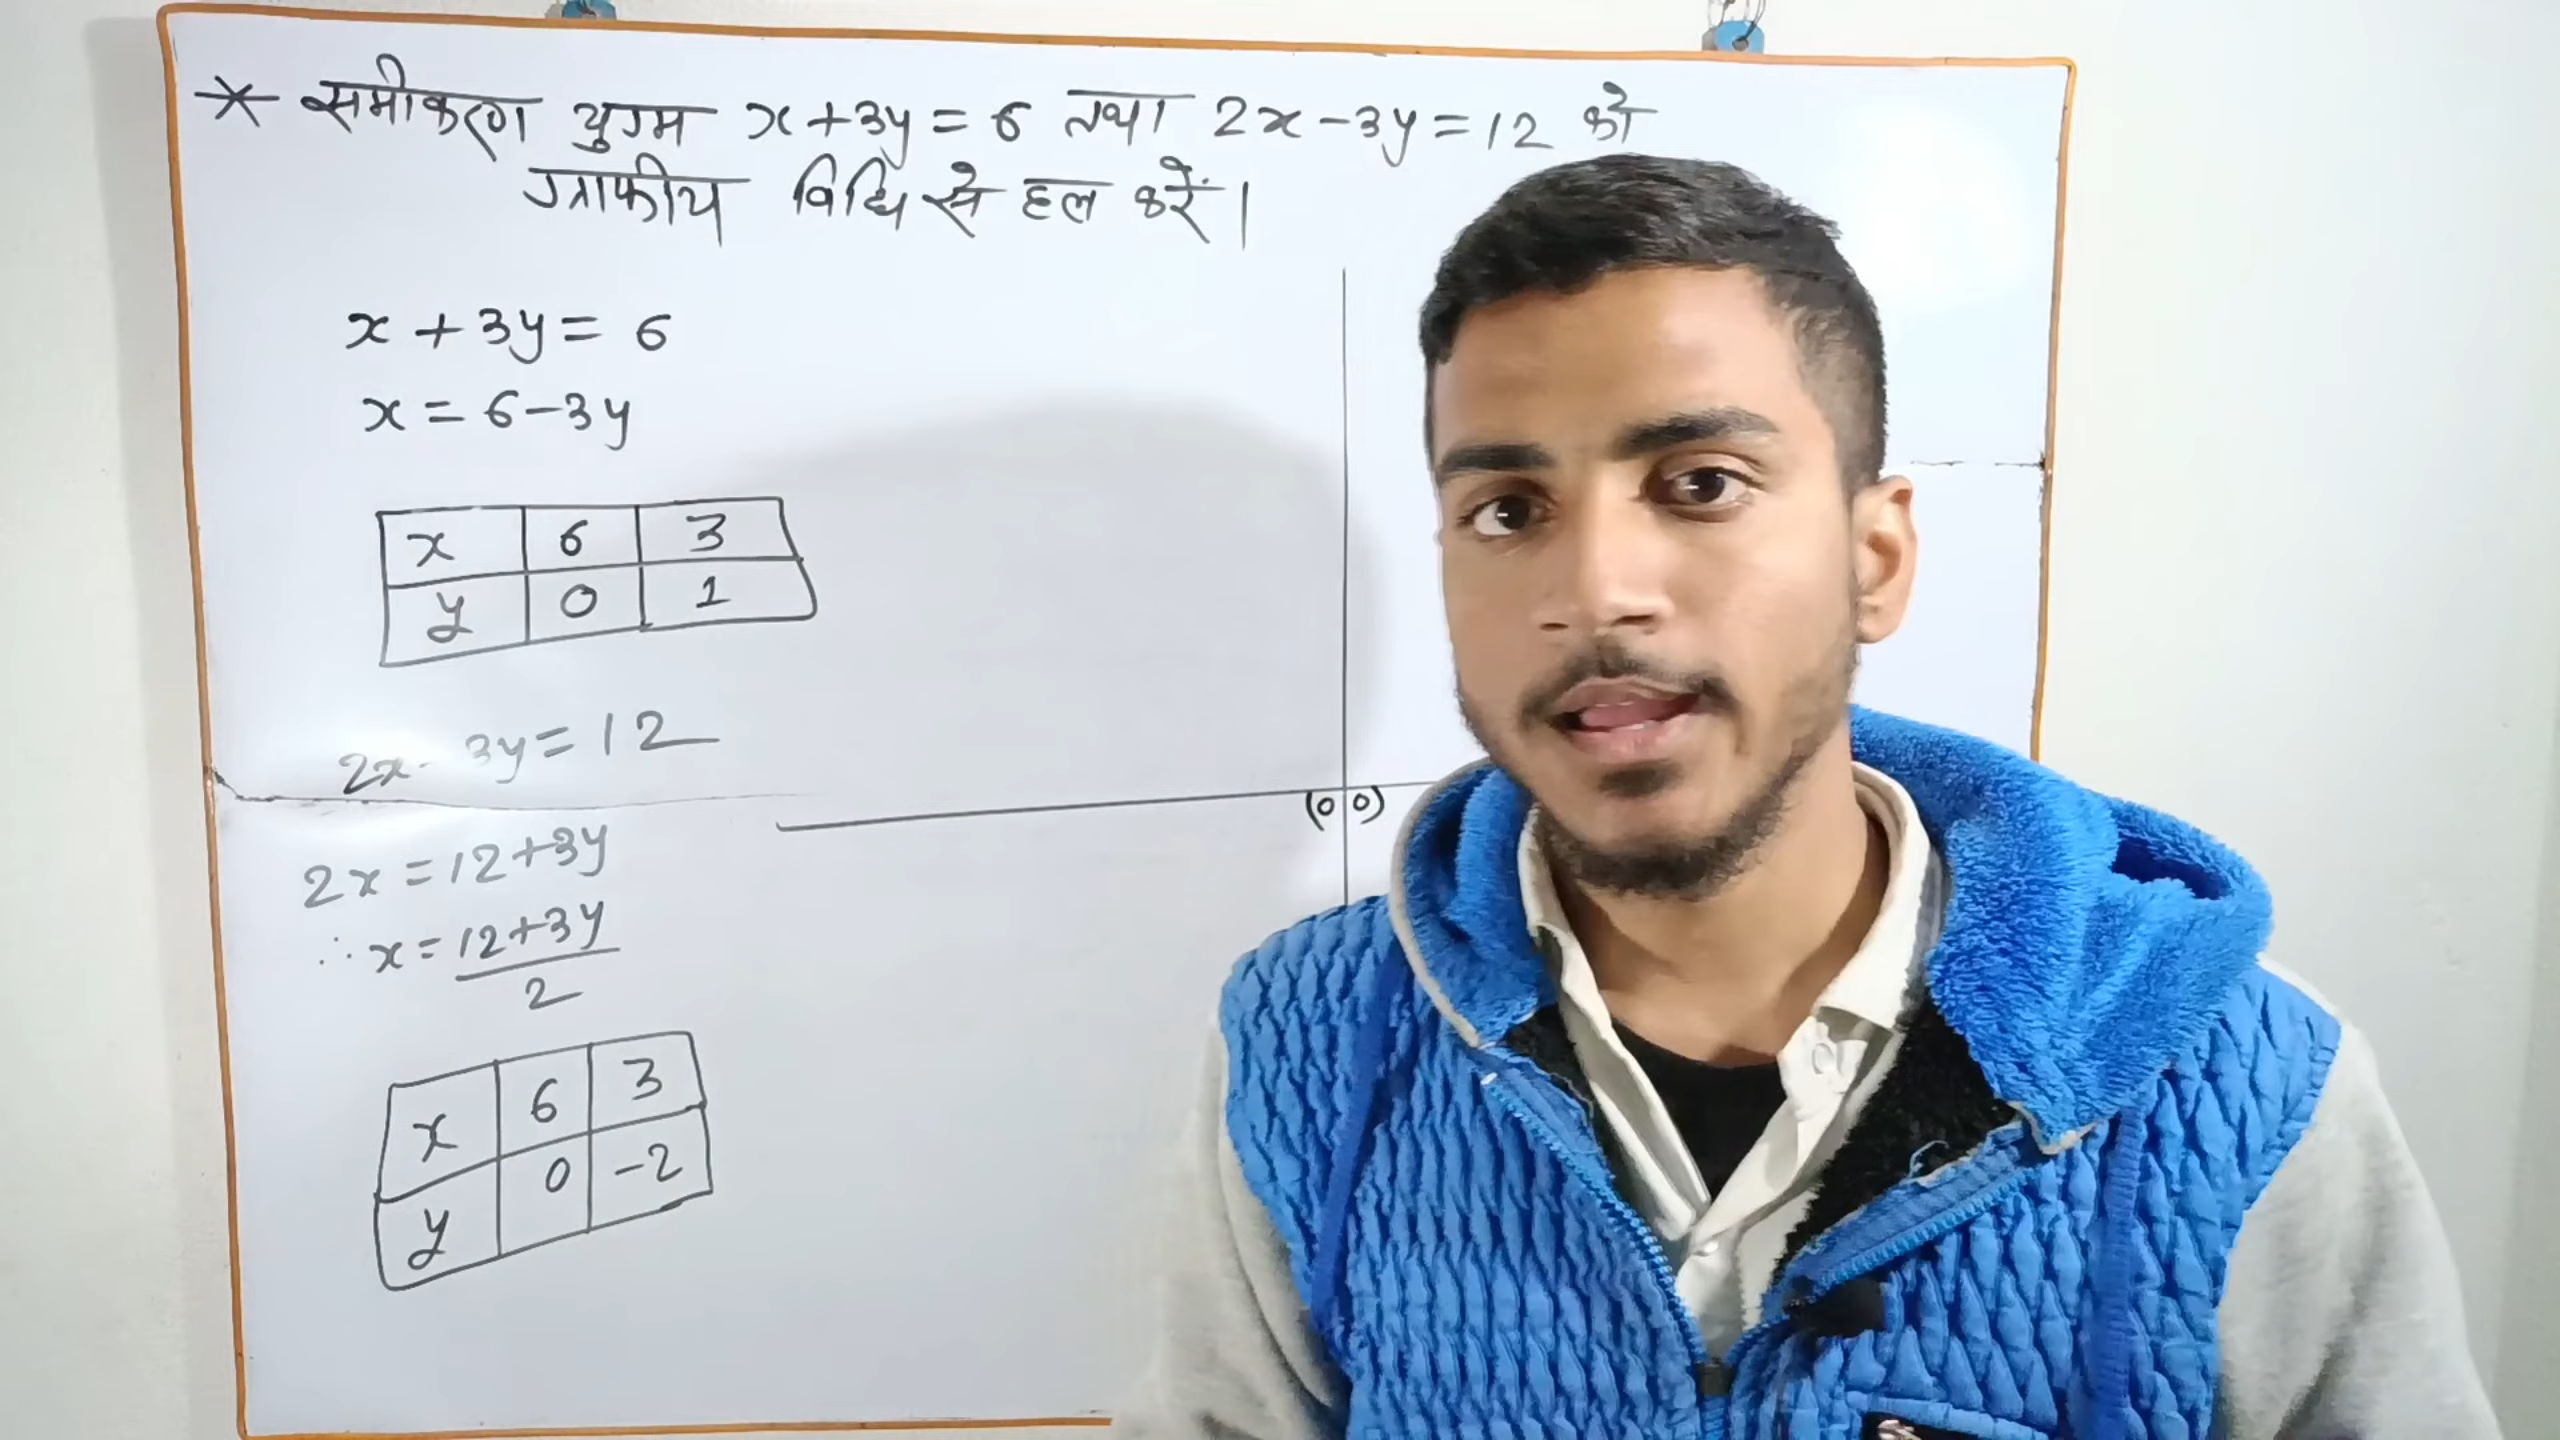 * समीकरण युग्म x+3y=6 तथा 2x-3y=12 को
ग्राफीय विधि से हल करें।
x + 3y = 6
x = 6-3y
x 6 3
y 0 1
2x- 3y=12
2x=12+3y
∴ x=12+3y
2
x 6 3
y 0 -2
(0 0)